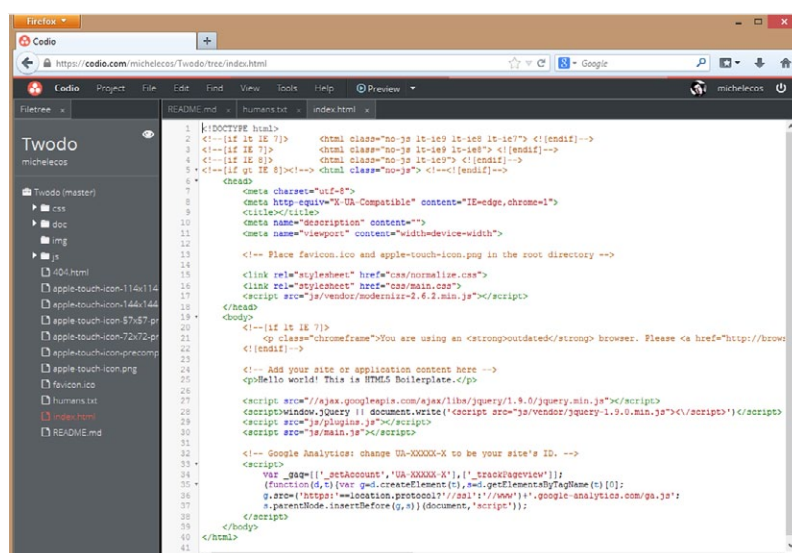 Firefox
Codio
+
https://codio.com/michelecos/Twodo/tree/index.html
Google
Codio Project File Edit Find View Tools Help Preview michelecos
Filetree x README.md x humans.txt x index.html x
Twodo
michelecos
Twodo (master)
css
doc
img
js
404.html
apple-touch-icon-114x114
apple-touch-icon-144x144
apple-touch-icon-57x57-pr
apple-touch-icon-72x72-pr
apple-touch-icon-precomp
apple-touch-icon.png
favicon.ico
humans.txt
index.html
README.md
1 <!DOCTYPE html>
2 <!--[if lt IE 7]> <html class="no-js lt-ie9 lt-ie8 lt-ie7"> <![endif]-->
3 <!--[if IE 7]> <html class="no-js lt-ie9 lt-ie8"> <![endif]-->
4 <!--[if IE 8]> <html class="no-js lt-ie9"> <![endif]-->
5 <!--[if gt IE 8]><!--> <html class="no-js"> <!--<![endif]-->
6 <head>
7 <meta charset="utf-8">
8 <meta http-equiv="X-UA-Compatible" content="IE=edge,chrome=1">
9 <title></title>
10 <meta name="description" content="">
11 <meta name="viewport" content="width=device-width">
12
13 <!-- Place favicon.ico and apple-touch-icon.png in the root directory -->
14
15 <link rel="stylesheet" href="css/normalize.css">
16 <link rel="stylesheet" href="css/main.css">
17 <script src="js/vendor/modernizr-2.6.2.min.js"></script>
18 </head>
19 <body>
20 <!--[if lt IE 7]>
21 <p class="chromeframe">You are using an <strong>outdated</strong> browser. Please <a href="http://brows
22 <![endif]-->
23
24 <!-- Add your site or application content here -->
25 <p>Hello world! This is HTML5 Boilerplate.</p>
26
27 <script src="//ajax.googleapis.com/ajax/libs/jquery/1.9.0/jquery.min.js"></script>
28 <script>window.jQuery || document.write('<script src="js/vendor/jquery-1.9.0.min.js"><\/script>')</script>
29 <script src="js/plugins.js"></script>
30 <script src="js/main.js"></script>
31
32 <!-- Google Analytics: change UA-XXXXX-X to be your site's ID. -->
33 <script>
34 var _gaq=[['_setAccount','UA-XXXXX-X'],['_trackPageview']];
35 (function(d,t){var g=d.createElement(t),s=d.getElementsByTagName(t)[0];
36 g.src=('https:'==location.protocol?'//ssl':'//www')+'.google-analytics.com/ga.js';
37 s.parentNode.insertBefore(g,s)}(document,'script'));
38 </script>
39 </body>
40 </html>
41